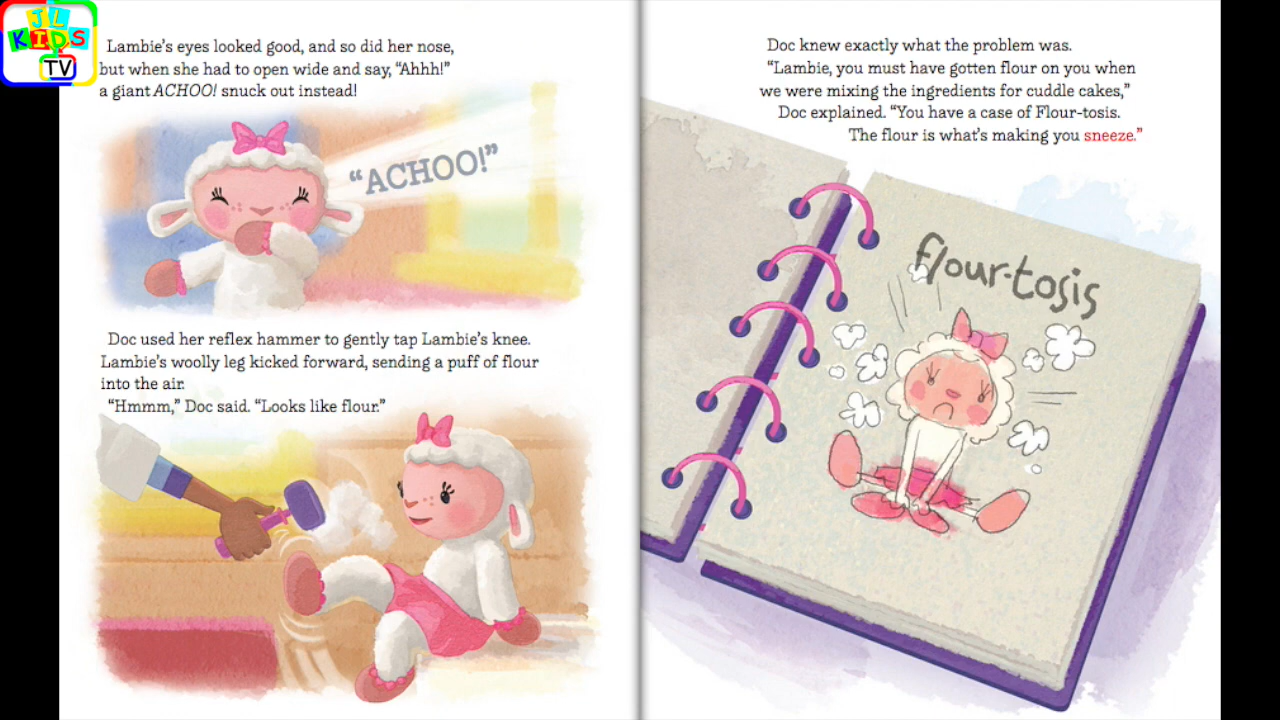 JL
KIDS
TV
Lambie's eyes looked good, and so did her nose,
but when she had to open wide and say, “Ahhh!”
a giant ACHOO! snuck out instead!
“ACHOO!”
Doc used her reflex hammer to gently tap Lambie's knee.
Lambie's woolly leg kicked forward, sending a puff of flour
into the air.
“Hmmm,” Doc said. “Looks like flour.”
Doc knew exactly what the problem was.
“Lambie, you must have gotten flour on you when
we were mixing the ingredients for cuddle cakes,”
Doc explained. “You have a case of Flour-tosis.
The flour is what's making you sneeze.”
flour-tosis